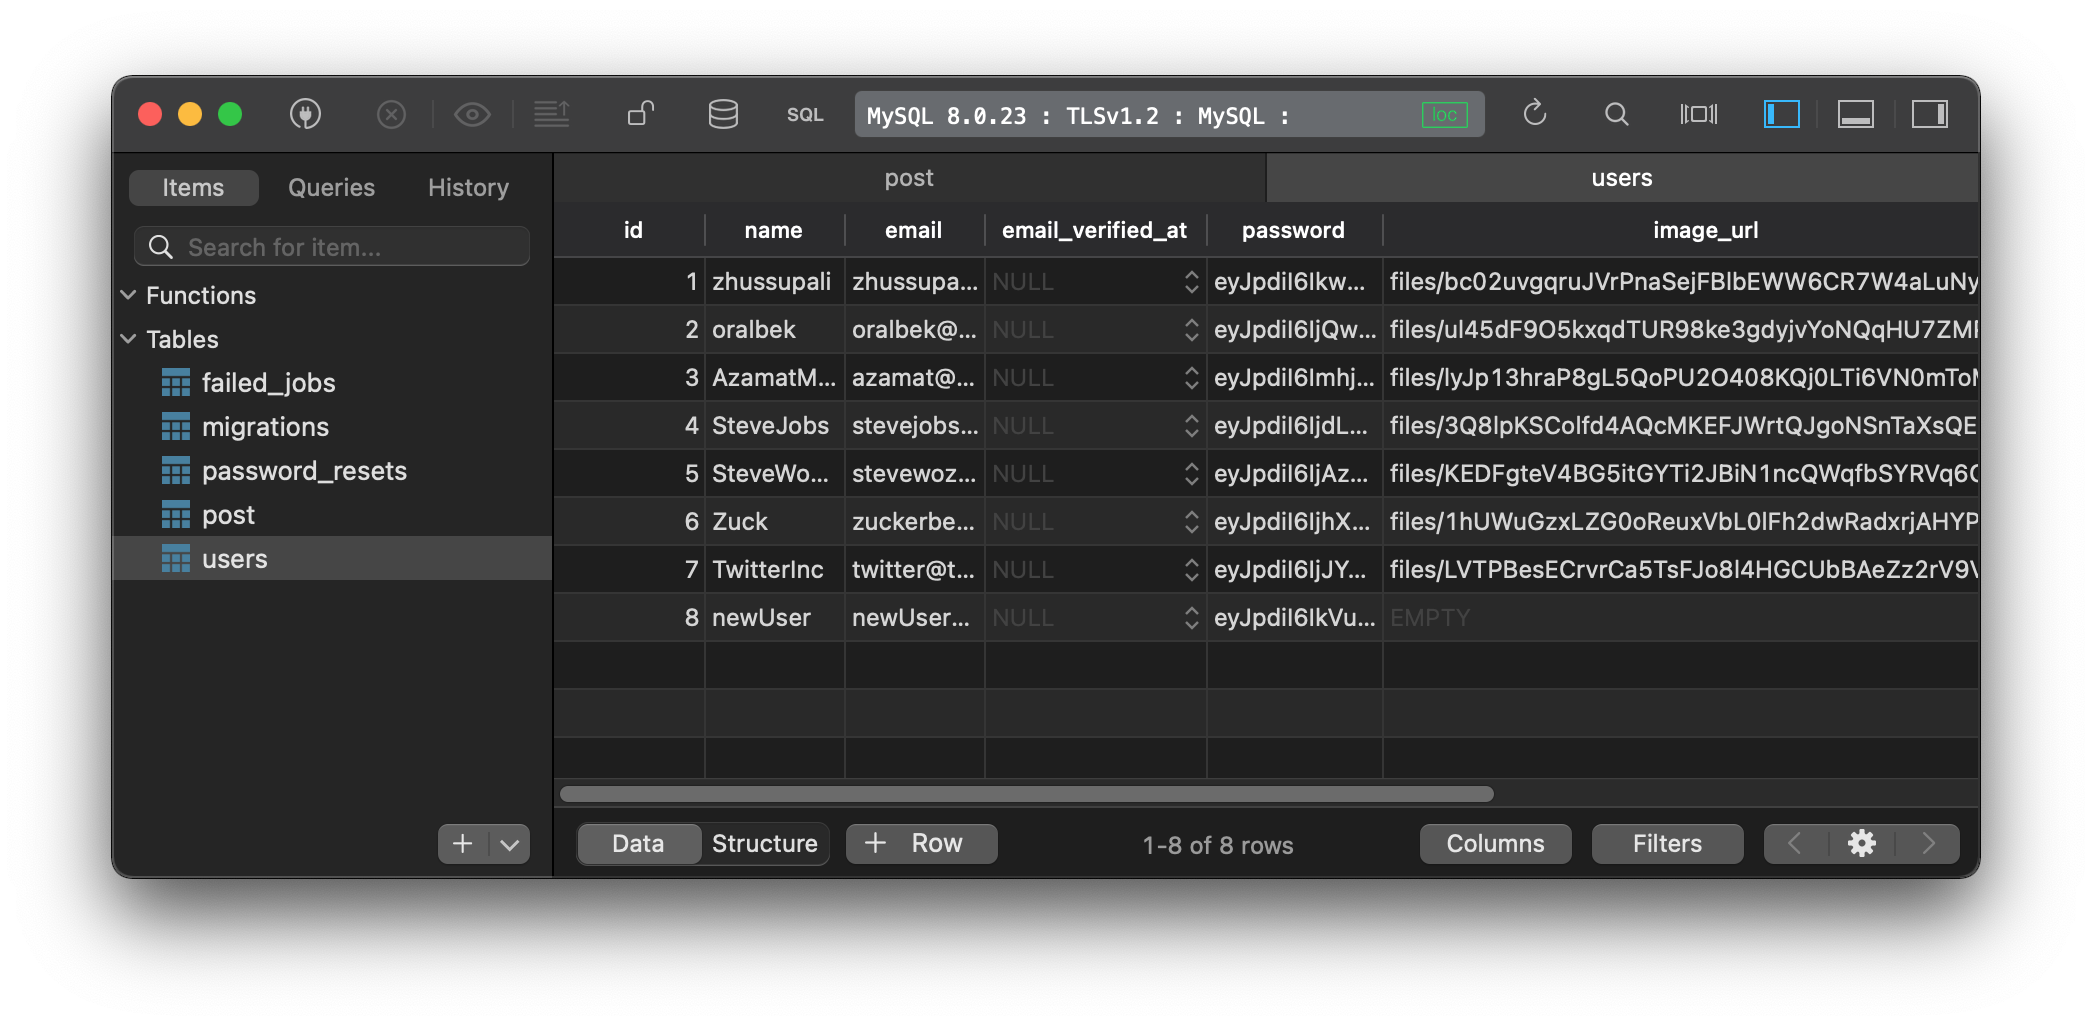 SQL
MySQL 8.0.23 : TLSv1.2 : MySQL :
loc
Items Queries History
Search for item...
Functions
Tables
failed_jobs
migrations
password_resets
post
users
post users
id name email email_verified_at password image_url
1 zhussupali zhussupa... NULL eyJpdiI6Ikw... files/bc02uvgqruJVrPnaSejFBlbEWW6CR7W4aLuNy
2 oralbek oralbek@... NULL eyJpdiI6IjQw... files/ul45dF9O5kxqdTUR98ke3gdyjvYoNQqHU7ZM
3 AzamatM... azamat@... NULL eyJpdiI6Imhj... files/lyJp13hraP8gL5QoPU2O408KQj0LTi6VN0mTo
4 SteveJobs stevejobs... NULL eyJpdiI6IjdL... files/3Q8lpKSColfd4AQcMKEFJWrtQJgoNSnTaXsQE
5 SteveWo... stevewoz... NULL eyJpdiI6IjAz... files/KEDFgteV4BG5itGYTi2JBiN1ncQWqfbSYRVq6
6 Zuck zuckerbe... NULL eyJpdiI6IjhX... files/1hUWuGzxLZG0oReuxVbL0lFh2dwRadxrjAHYP
7 TwitterInc twitter@t... NULL eyJpdiI6IjJY... files/LVTPBesECrvrCa5TsFJo8l4HGCUbBAeZz2rV9V
8 newUser newUser... NULL eyJpdiI6IkVu... EMPTY
Data Structure + Row 1-8 of 8 rows Columns Filters